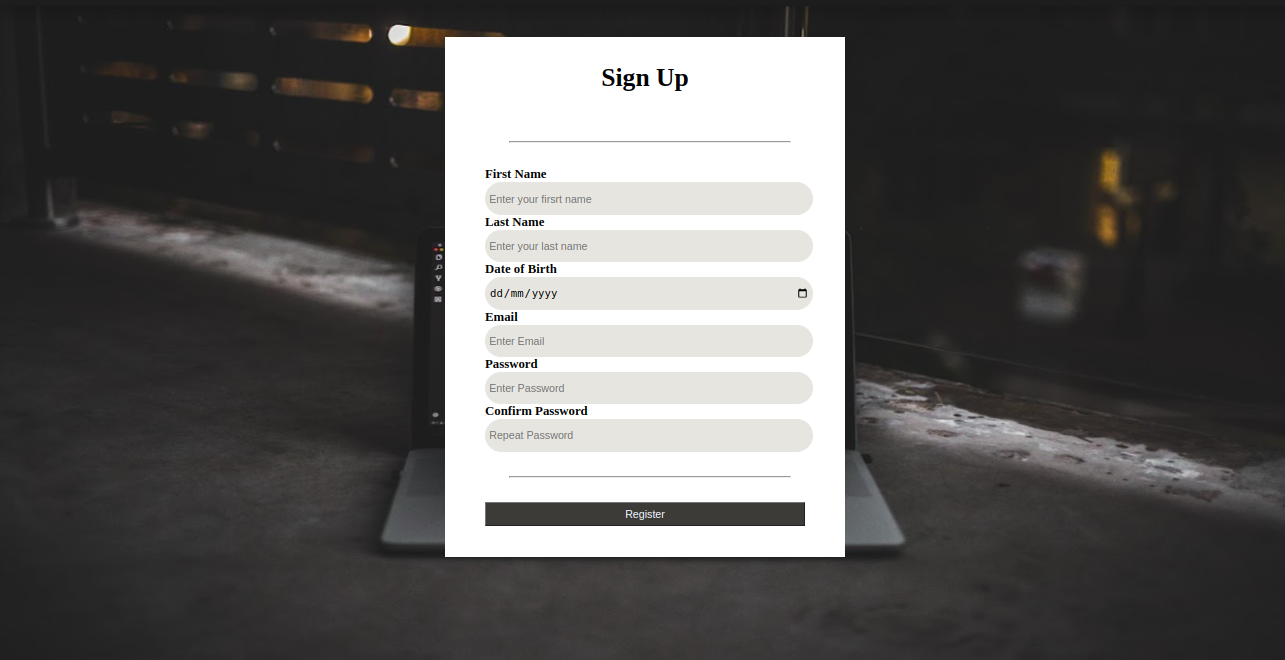 Sign Up
First Name
Enter your firsrt name
Last Name
Enter your last name
Date of Birth
dd/mm/yyyy
Email
Enter Email
Password
Enter Password
Confirm Password
Repeat Password
Register